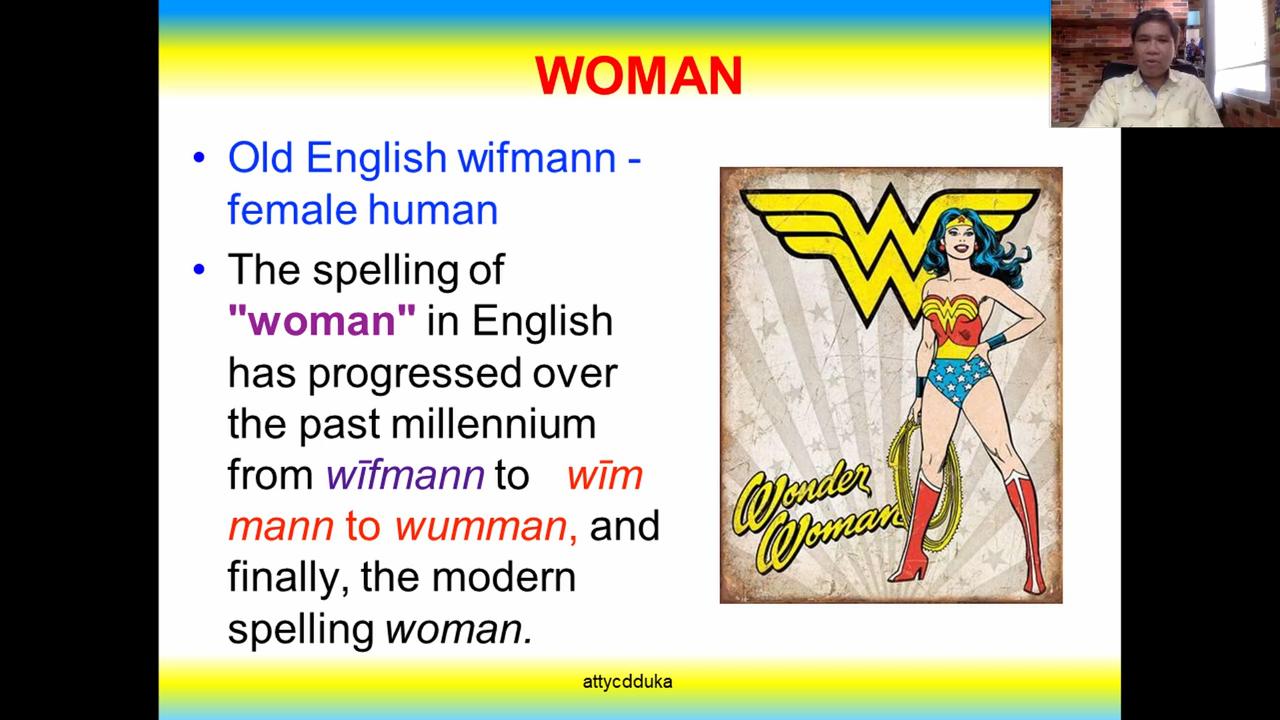 WOMAN
• Old English wifmann -
female human
• The spelling of
"woman" in English
has progressed over
the past millennium
from wīfmann to wīm
mann to wumman, and
finally, the modern
spelling woman.
W
Wonder
Woman
attycdduka